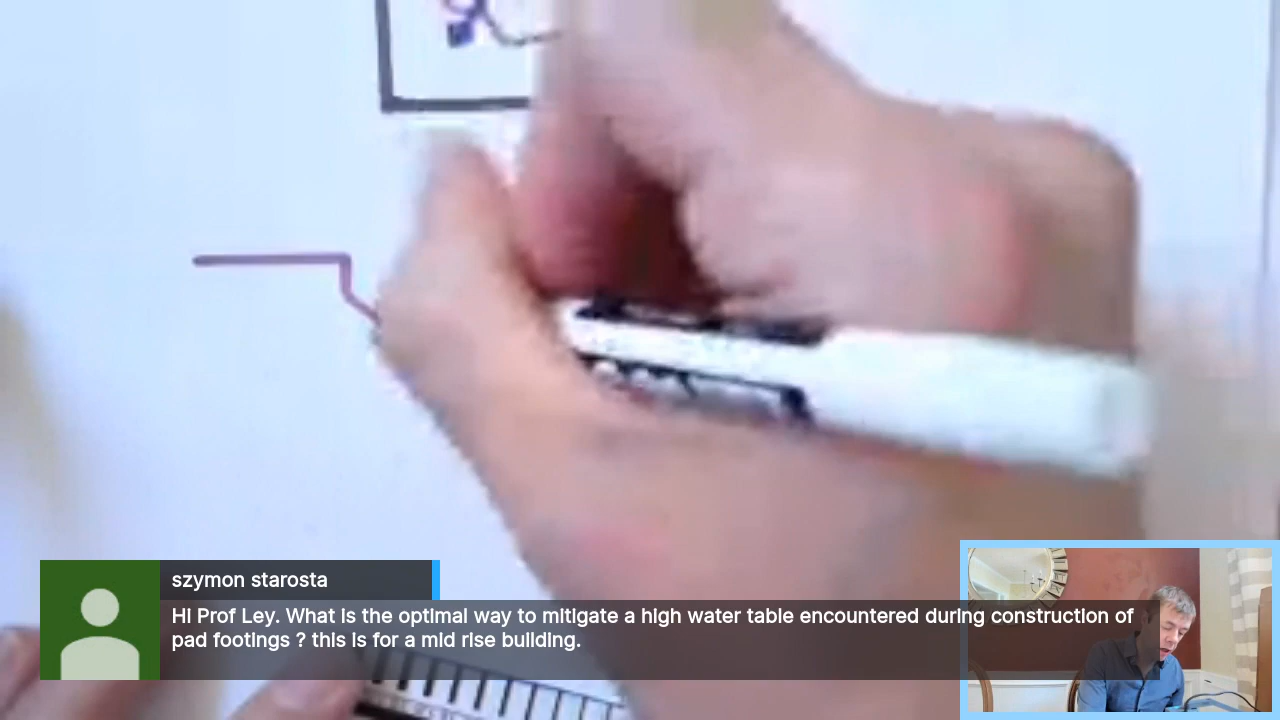 szymon starosta
Hi Prof Ley. What is the optimal way to mitigate a high water table encountered during construction of
pad footings ? this is for a mid rise building.